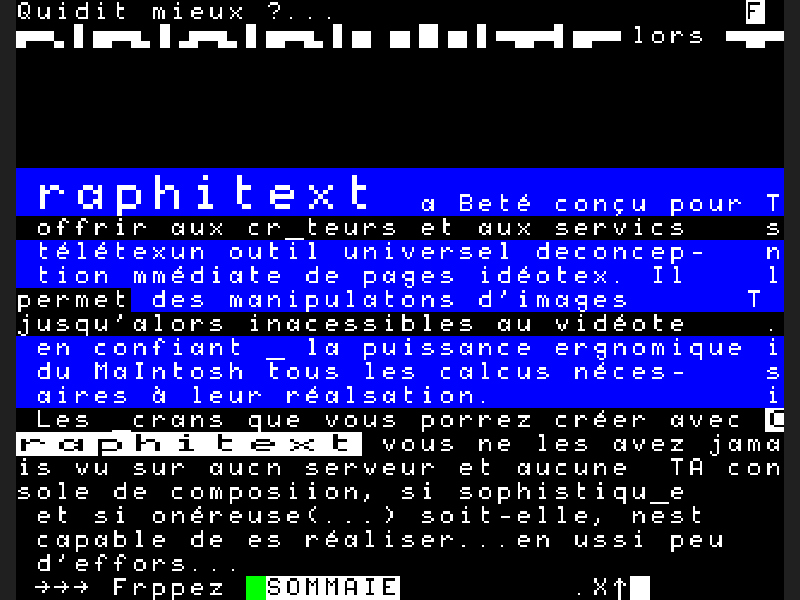 Quidit mieux ?... F
lors
raphitext a Beté conçu pour T
offrir aux cr_teurs et aux servics s
télétexun outil universel deconcep- n
tion mmédiate de pages idéotex. Il l
permet des manipulatons d'images T
jusqu'alors inacessibles au vidéote .
en confiant _ la puissance ergnomique i
du MaIntosh tous les calcus néces- s
aires à leur réalsation. i
Les _crans que vous porrez créer avec C
raphitext vous ne les avez jama
is vu sur aucn serveur et aucune TA con
sole de composiion, si sophistiqu_e
et si onéreuse(...) soit-elle, nest
capable de es réaliser...en ussi peu
d'effors...
→→→ Frppez SOMMAIE .X↑